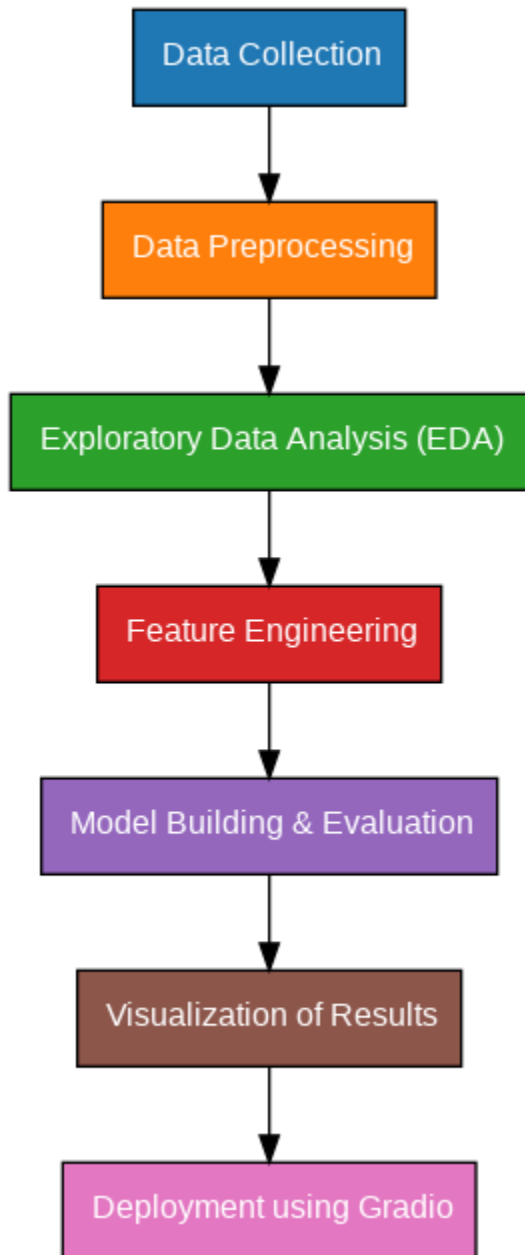 Data Collection
Data Preprocessing
Exploratory Data Analysis (EDA)
Feature Engineering
Model Building & Evaluation
Visualization of Results
Deployment using Gradio